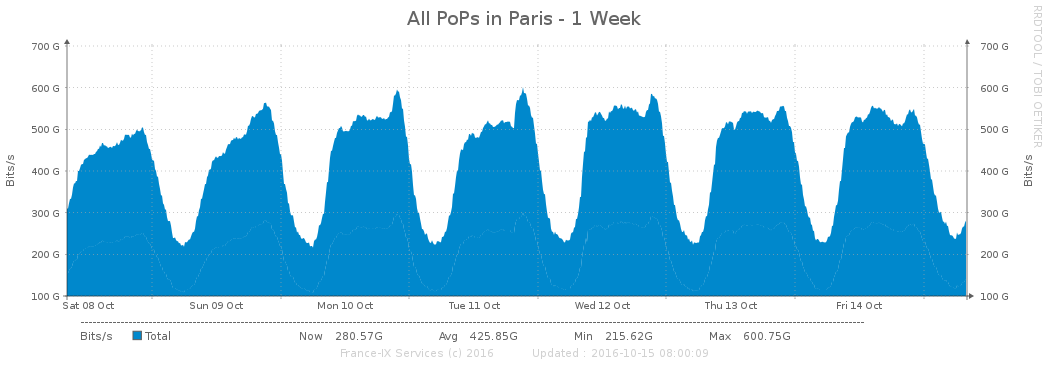 All PoPs in Paris - 1 Week
RRDTOOL / TOBI OETIKER
700 G 700 G
600 G 600 G
500 G 500 G
400 G 400 G
300 G 300 G
200 G 200 G
100 G 100 G
Bits/s
Bits/s
Sat 08 Oct Sun 09 Oct Mon 10 Oct Tue 11 Oct Wed 12 Oct Thu 13 Oct Fri 14 Oct
Bits/s Total Now 280.57G Avg 425.85G Min 215.62G Max 600.75G
France-IX Services (c) 2016 Updated : 2016-10-15 08:00:09